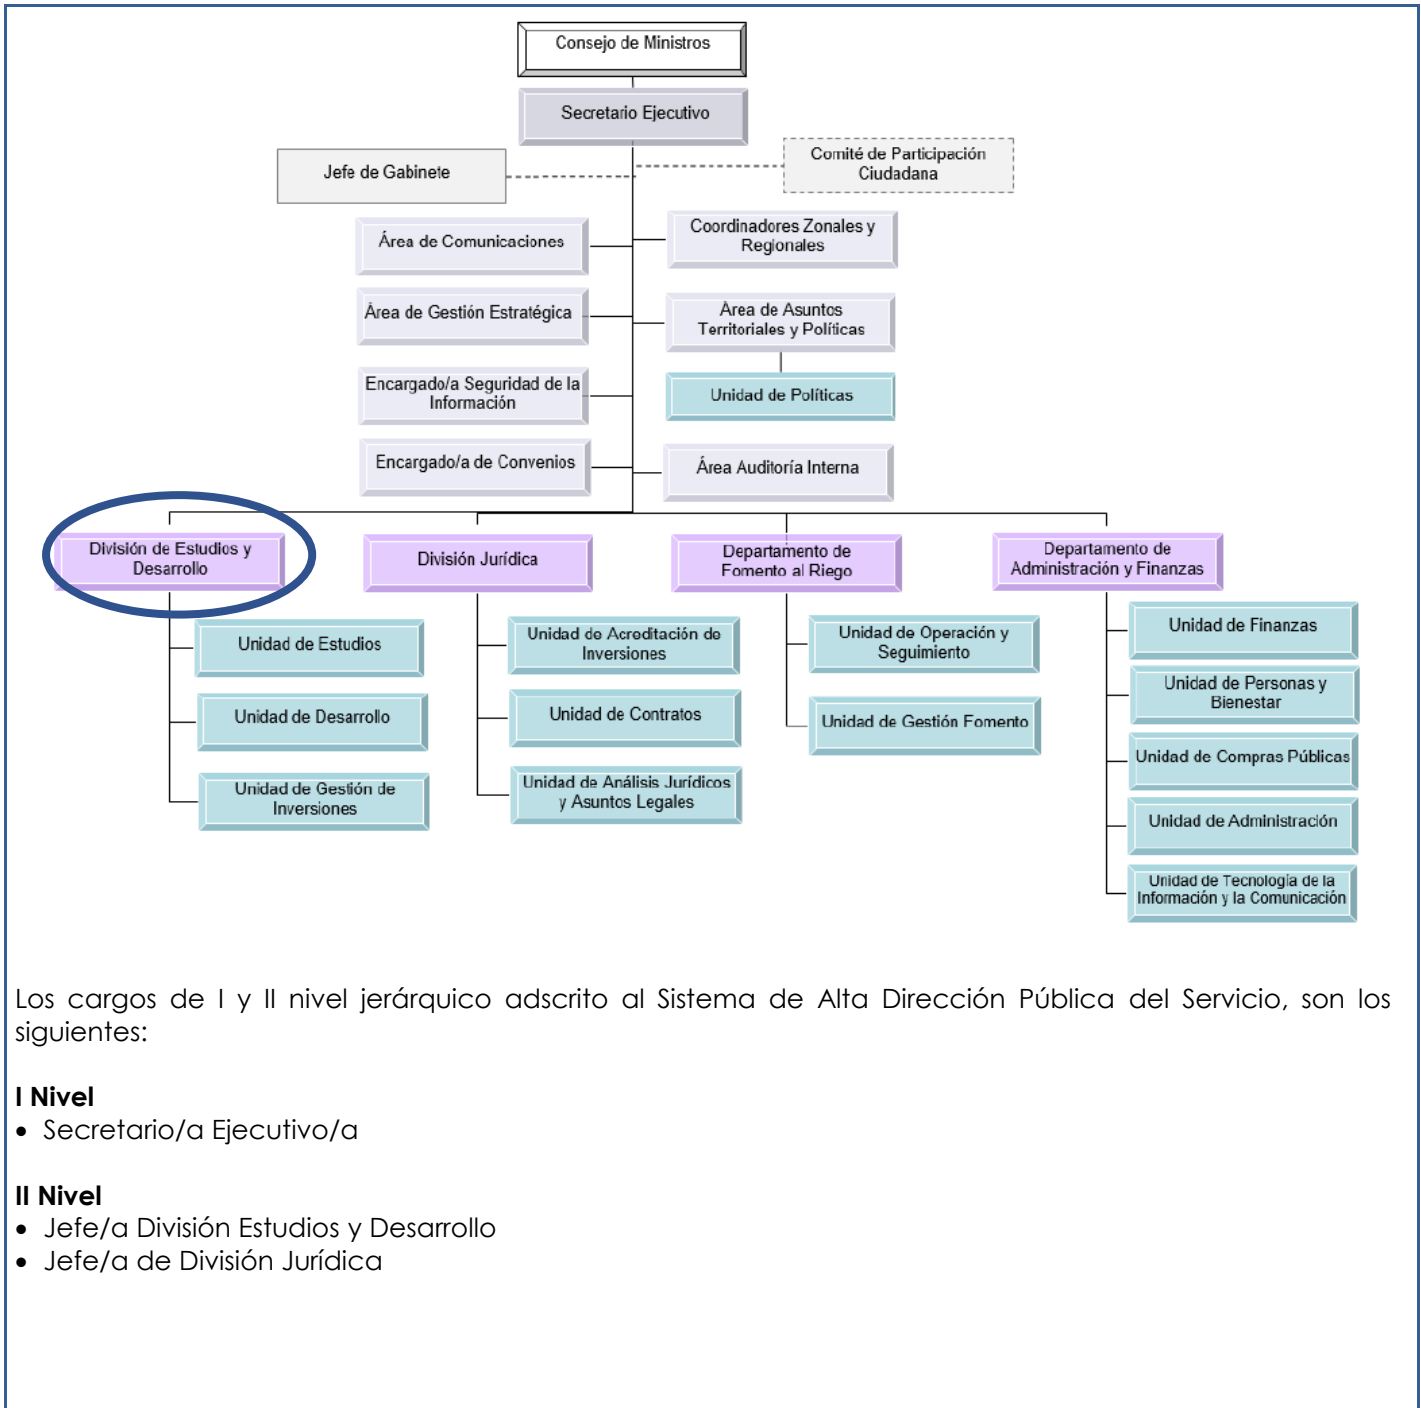 Consejo de Ministros
Secretario Ejecutivo
Jefe de Gabinete
Comité de Participación
Ciudadana
Área de Comunicaciones
Coordinadores Zonales y
Regionales
Área de Gestión Estratégica
Área de Asuntos
Territoriales y Políticas
Encargado/a Seguridad de la
Información
Unidad de Políticas
Encargado/a de Convenios
Área Auditoría Interna
División de Estudios y
Desarrollo
División Jurídica
Departamento de
Fomento al Riego
Departamento de
Administración y Finanzas
Unidad de Estudios
Unidad de Desarrollo
Unidad de Gestión de
Inversiones
Unidad de Acreditación de
Inversiones
Unidad de Contratos
Unidad de Análisis Jurídicos
y Asuntos Legales
Unidad de Operación y
Seguimiento
Unidad de Gestión Fomento
Unidad de Finanzas
Unidad de Personas y
Bienestar
Unidad de Compras Públicas
Unidad de Administración
Unidad de Tecnología de la
Información y la Comunicación
Los cargos de I y II nivel jerárquico adscrito al Sistema de Alta Dirección Pública del Servicio, son los
siguientes:
I Nivel
• Secretario/a Ejecutivo/a
II Nivel
• Jefe/a División Estudios y Desarrollo
• Jefe/a de División Jurídica